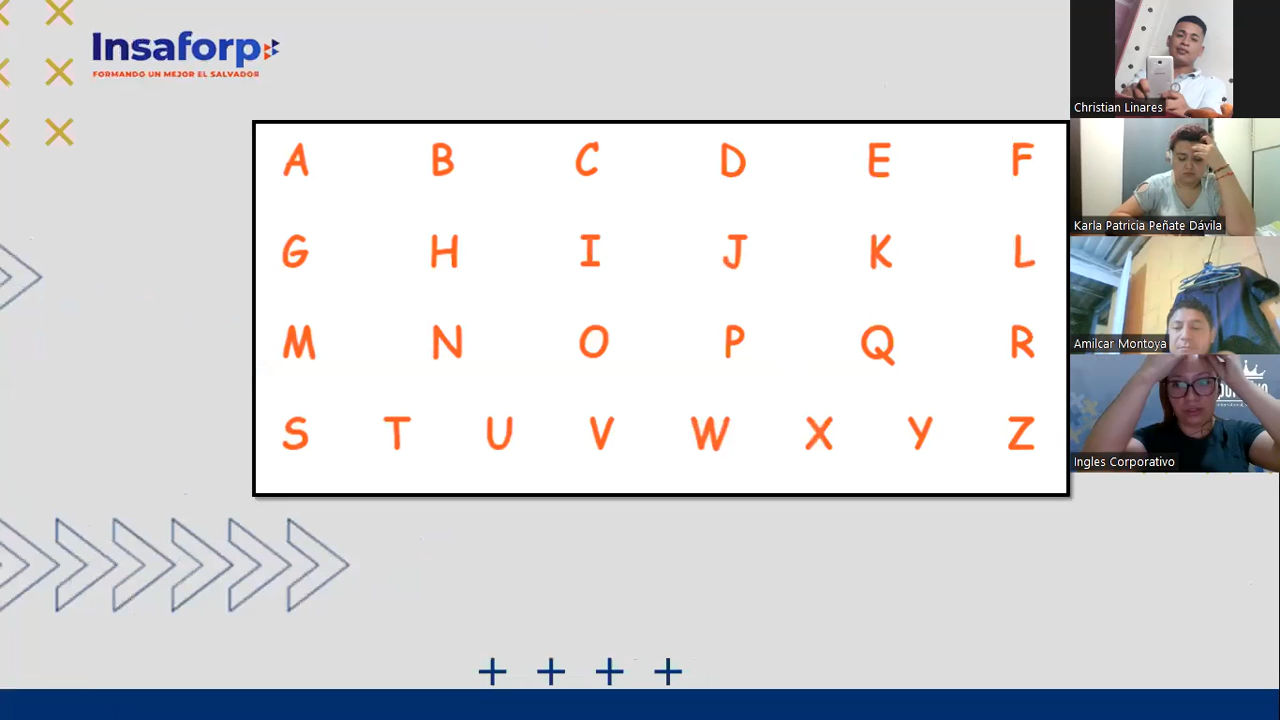 Insaforp
FORMANDO UN MEJOR EL SALVADOR
A B C D E F
G H I J K L
M N O P Q R
S T U V W X Y Z
Christian Linares
Karla Patricia Peñate Dávila
Amilcar Montoya
Ingles Corporativo